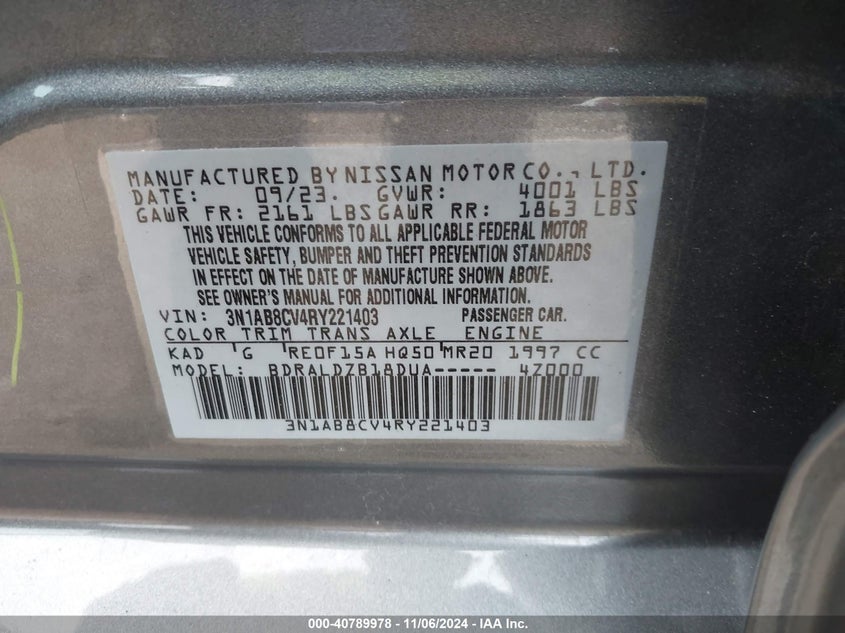 MANUFACTURED BY NISSAN MOTOR CO., LTD.
DATE: 09/23. GVWR: 4001 LBS
GAWR FR: 2161 LBS GAWR RR: 1863 LBS
THIS VEHICLE CONFORMS TO ALL APPLICABLE FEDERAL MOTOR
VEHICLE SAFETY, BUMPER AND THEFT PREVENTION STANDARDS
IN EFFECT ON THE DATE OF MANUFACTURE SHOWN ABOVE.
SEE OWNER'S MANUAL FOR ADDITIONAL INFORMATION.
VIN: 3N1AB8CV4RY221403 PASSENGER CAR.
COLOR TRIM TRANS AXLE ENGINE
KAD G RE0F15A HQ50 MR20 1997 CC
MODEL: BDRALDZB18DUA----- 4Z000
3N1AB8CV4RY221403
000-40789978 - 11/06/2024 - IAA Inc.